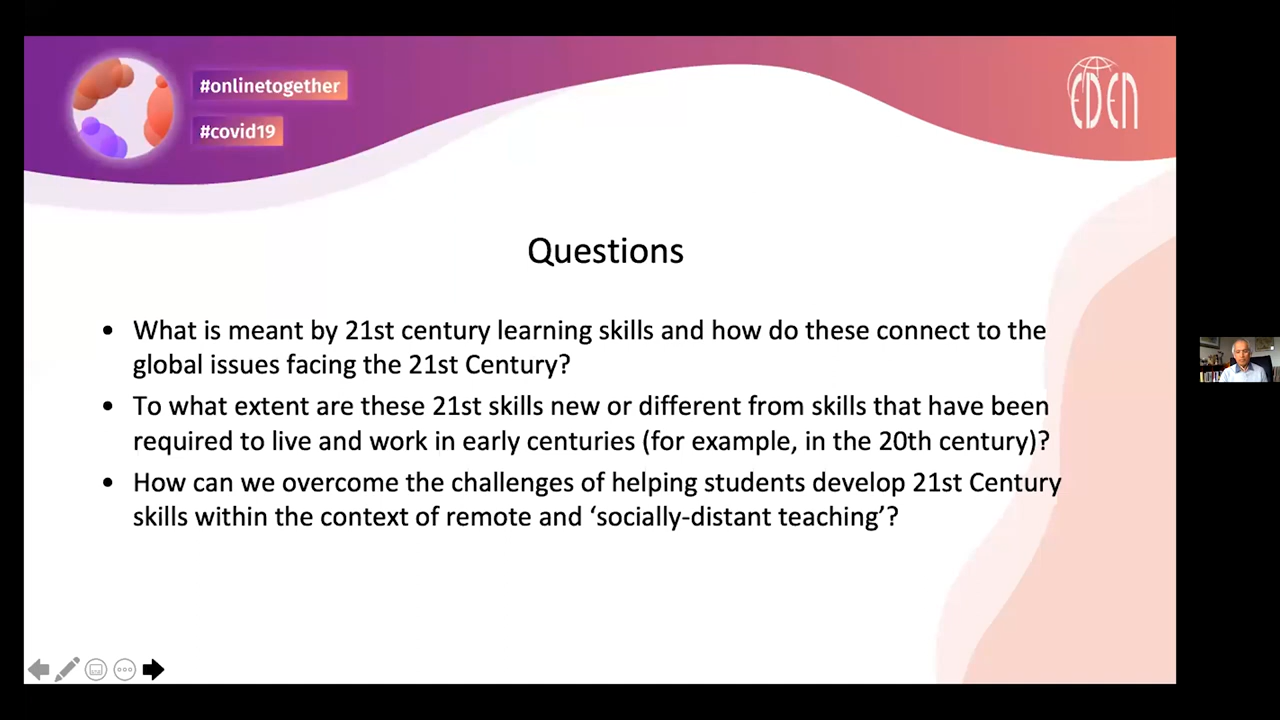 #onlinetogether
#covid19
EDEN
Questions
• What is meant by 21st century learning skills and how do these connect to the
global issues facing the 21st Century?
• To what extent are these 21st skills new or different from skills that have been
required to live and work in early centuries (for example, in the 20th century)?
• How can we overcome the challenges of helping students develop 21st Century
skills within the context of remote and ‘socially-distant teaching’?